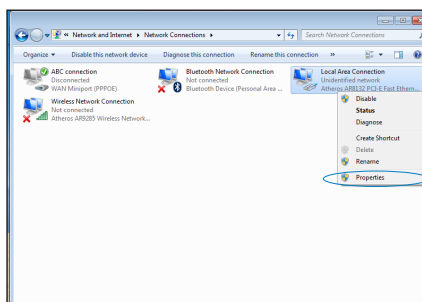 « Network and Internet ▸ Network Connections ▸
Search Network Connections
Organize ▾ Disable this network device Diagnose this connection Rename this connection »
ABC connection
Disconnected
WAN Miniport (PPPOE)
Bluetooth Network Connection
Not connected
Bluetooth Device (Personal Area ...
Local Area Connection
Unidentified network
Atheros AR8132 PCI-E Fast Ethern...
Wireless Network Connection
Not connected
Atheros AR9285 Wireless Network...
Disable
Status
Diagnose
Create Shortcut
Delete
Rename
Properties